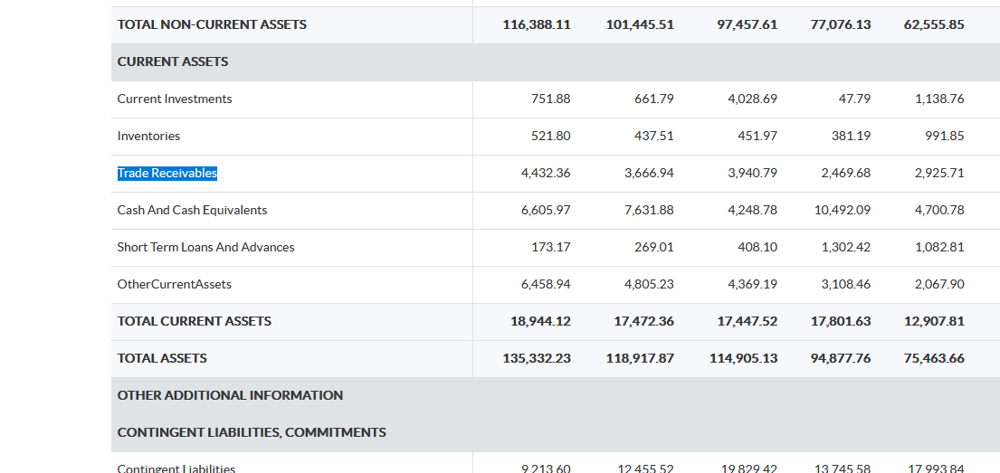 TOTAL NON-CURRENT ASSETS 116,388.11 101,445.51 97,457.61 77,076.13 62,555.85
CURRENT ASSETS
Current Investments 751.88 661.79 4,028.69 47.79 1,138.76
Inventories 521.80 437.51 451.97 381.19 991.85
Trade Receivables 4,432.36 3,666.94 3,940.79 2,469.68 2,925.71
Cash And Cash Equivalents 6,605.97 7,631.88 4,248.78 10,492.09 4,700.78
Short Term Loans And Advances 173.17 269.01 408.10 1,302.42 1,082.81
OtherCurrentAssets 6,458.94 4,805.23 4,369.19 3,108.46 2,067.90
TOTAL CURRENT ASSETS 18,944.12 17,472.36 17,447.52 17,801.63 12,907.81
TOTAL ASSETS 135,332.23 118,917.87 114,905.13 94,877.76 75,463.66
OTHER ADDITIONAL INFORMATION
CONTINGENT LIABILITIES, COMMITMENTS
Contingent Liabilities 9,213.60 12,455.52 19,829.42 13,745.58 17,993.84